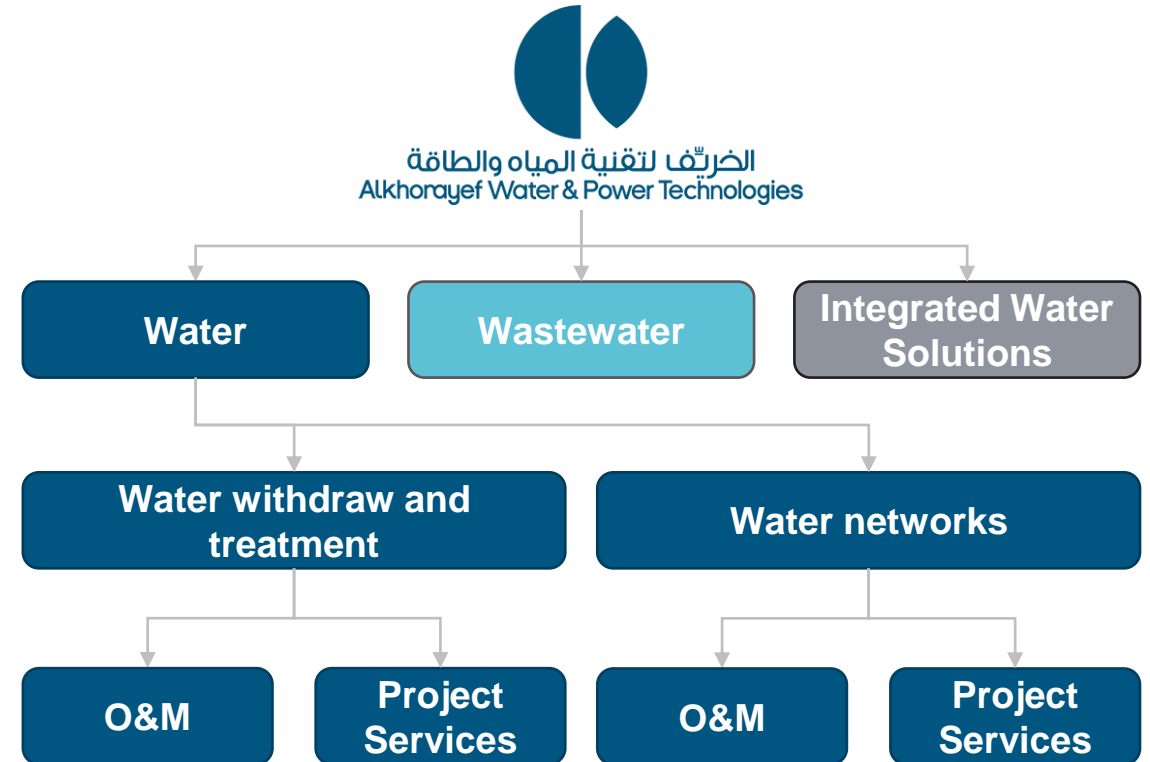 الخريّف لتقنية المياه والطاقة
Alkhorayef Water & Power Technologies
Water
Wastewater
Integrated Water
Solutions
Water withdraw and
treatment
Water networks
O&M
Project
Services
O&M
Project
Services